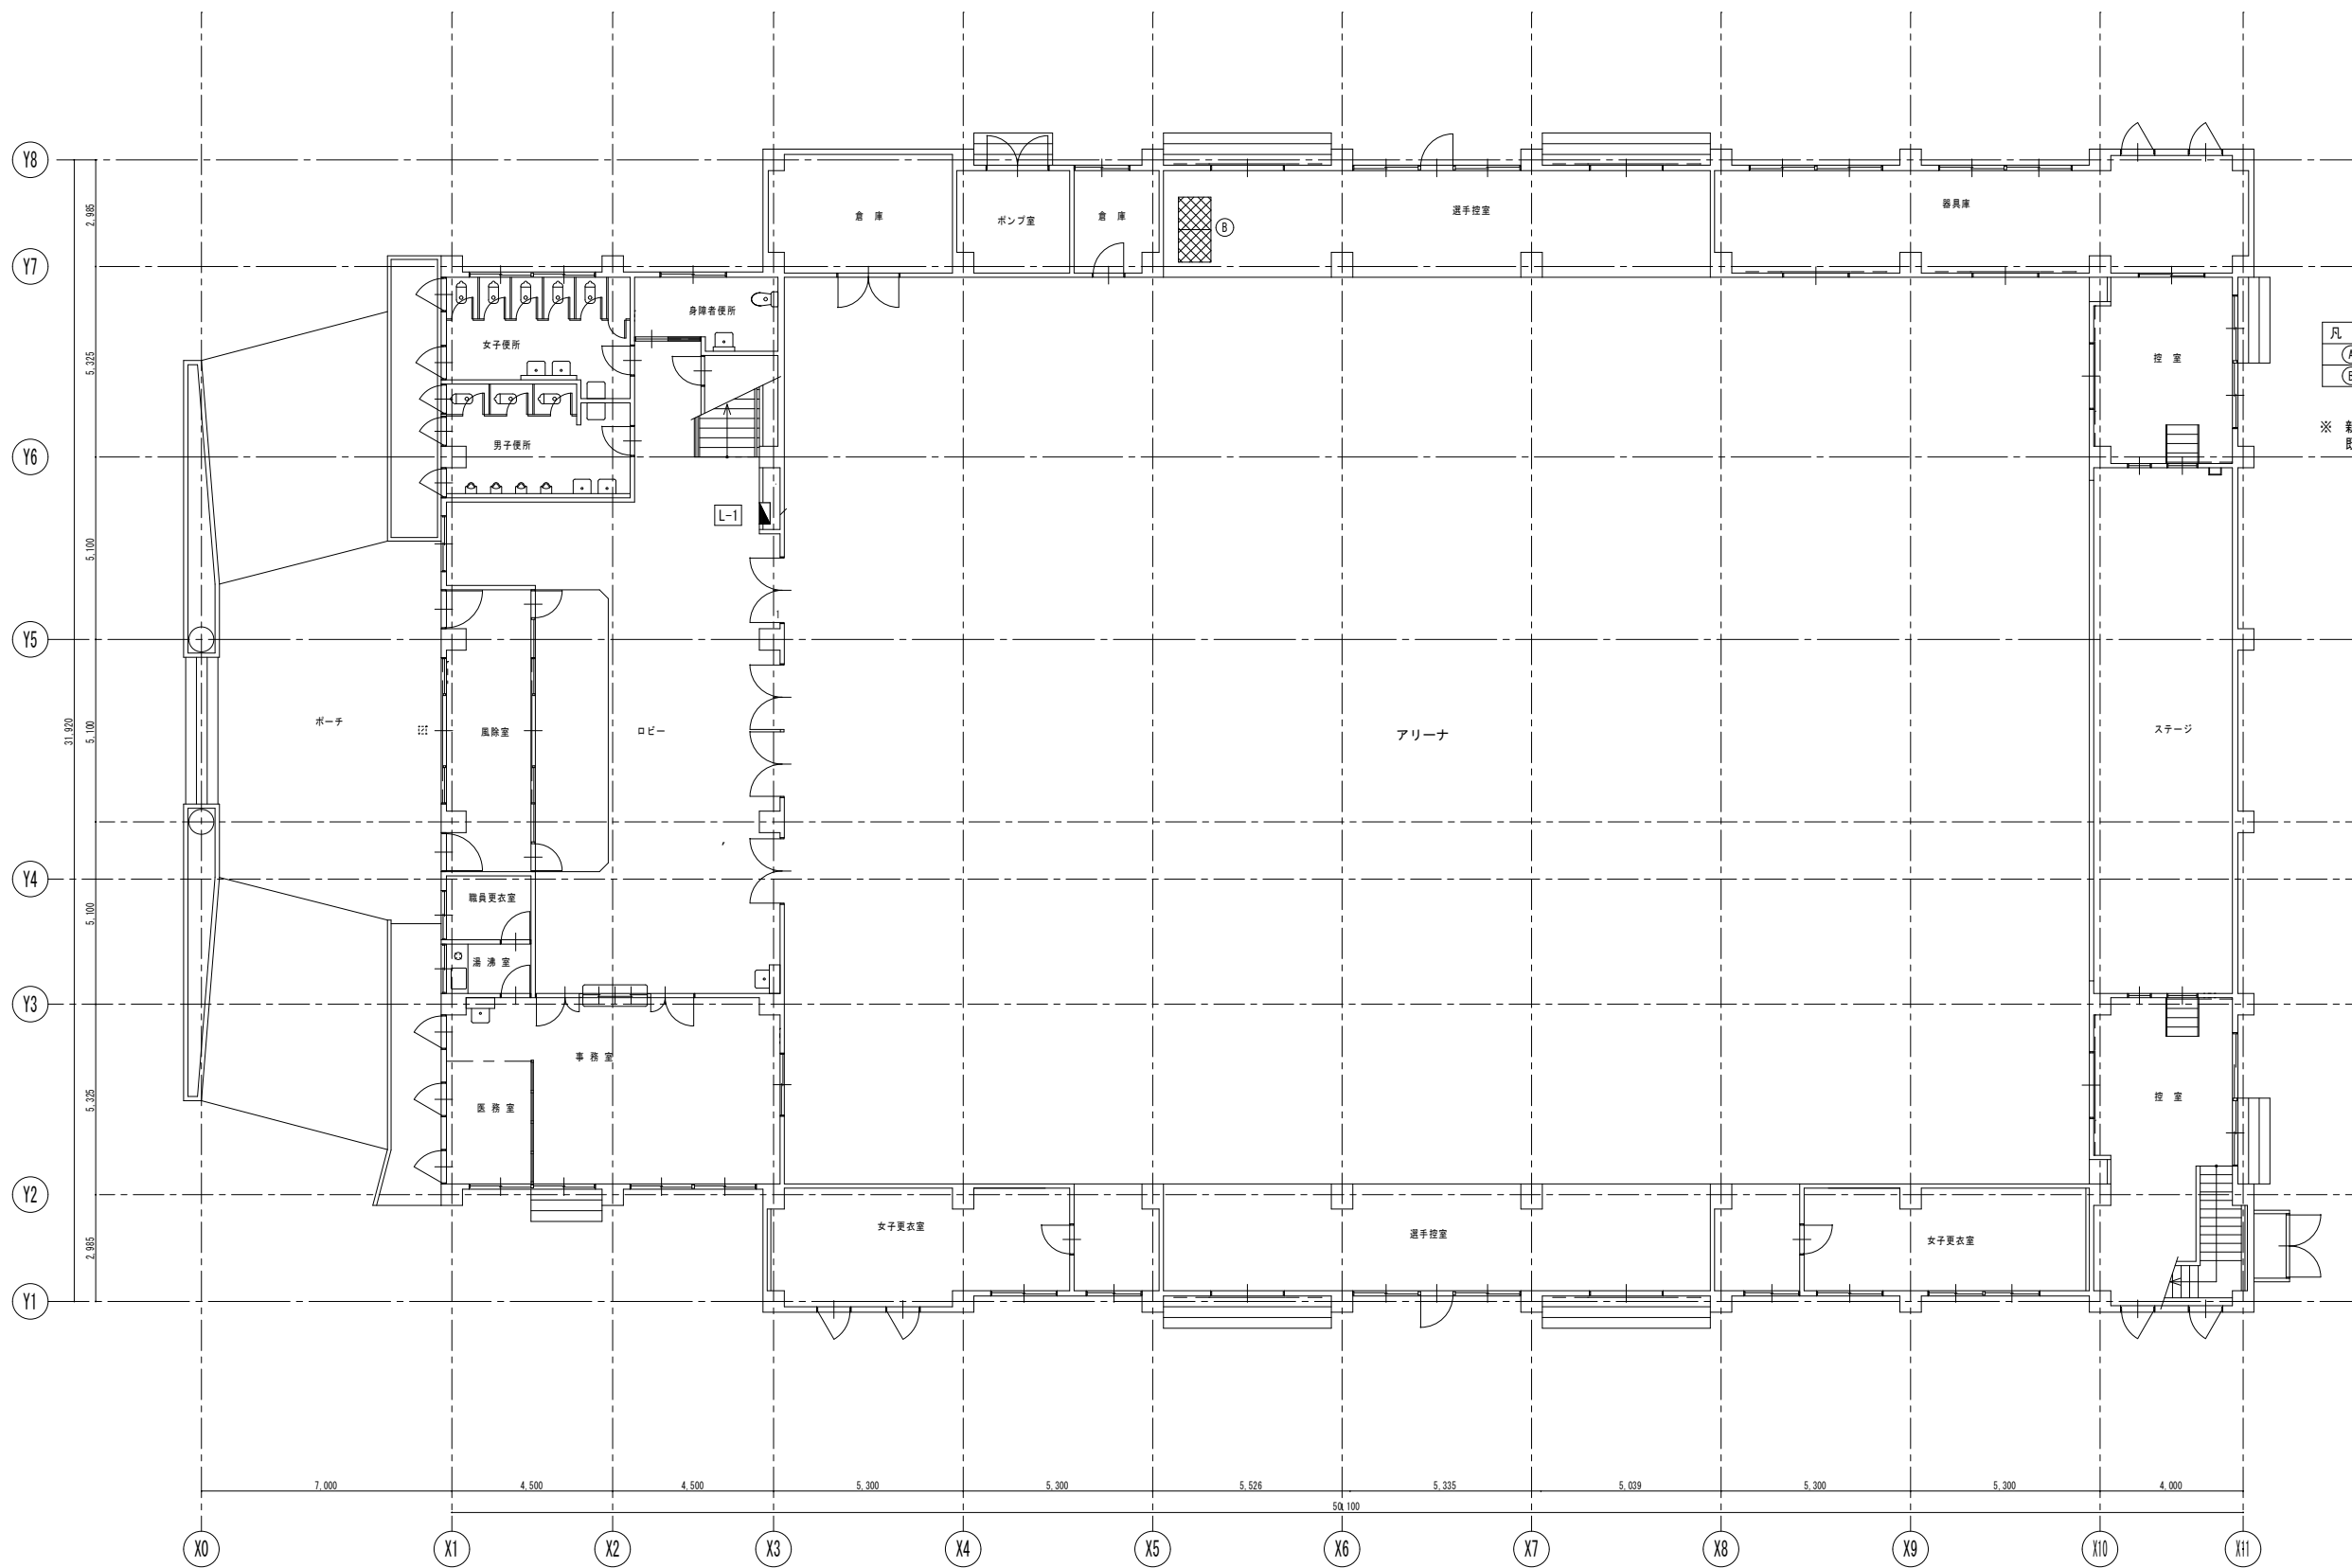 Y8
2,985
倉　庫
ポンプ室
倉　庫
選手控室
器具庫
B
Y7
身障者便所
女子便所
5,325
控　室
凡
A
B
※ 新
既
男子便所
Y6
L-1
5,100
Y5
31,920
5,100
ポーチ
風除室
ロビー
アリーナ
ステージ
Y4
職員更衣室
5,100
湯 沸 室
Y3
事 務 室
医 務 室
5,325
控　室
Y2
女子更衣室
選手控室
女子更衣室
2,985
Y1
7,000
4,500
4,500
5,300
5,300
5,526
5,335
5,039
5,300
5,300
4,000
50,100
X0
X1
X2
X3
X4
X5
X6
X7
X8
X9
X10
X11